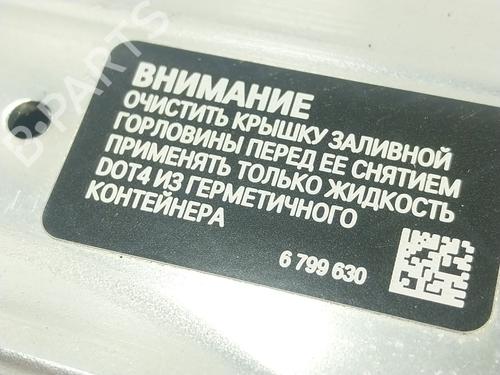 B-PARTS
ВНИМАНИЕ
ОЧИСТИТЬ КРЫШКУ ЗАЛИВНОЙ
ГОРЛОВИНЫ ПЕРЕД ЕЕ СНЯТИЕМ
ПРИМЕНЯТЬ ТОЛЬКО ЖИДКОСТЬ
DOT4 ИЗ ГЕРМЕТИЧНОГО
КОНТЕЙНЕРА
6 799 630